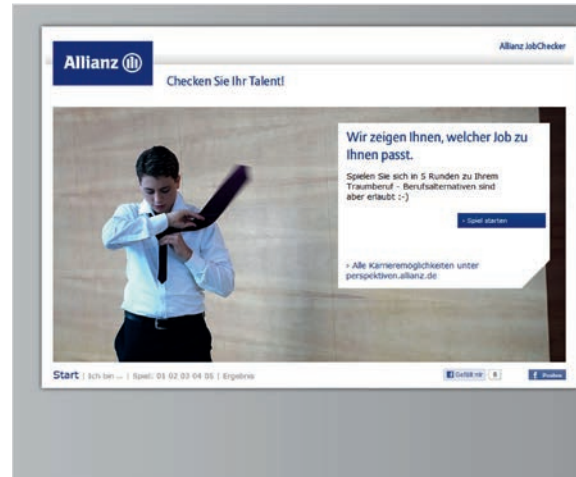 Allianz JobChecker
Allianz
Checken Sie Ihr Talent!
Wir zeigen Ihnen, welcher Job zu
Ihnen passt.
Spielen Sie sich in 5 Runden zu Ihrem
Traumberuf - Berufsalternativen sind
aber erlaubt :-)
› Spiel starten
› Alle Karrieremöglichkeiten unter
perspektiven.allianz.de
Start | Ich bin ... | Spiel: 01 02 03 04 05 | Ergebnis
Gefällt mir